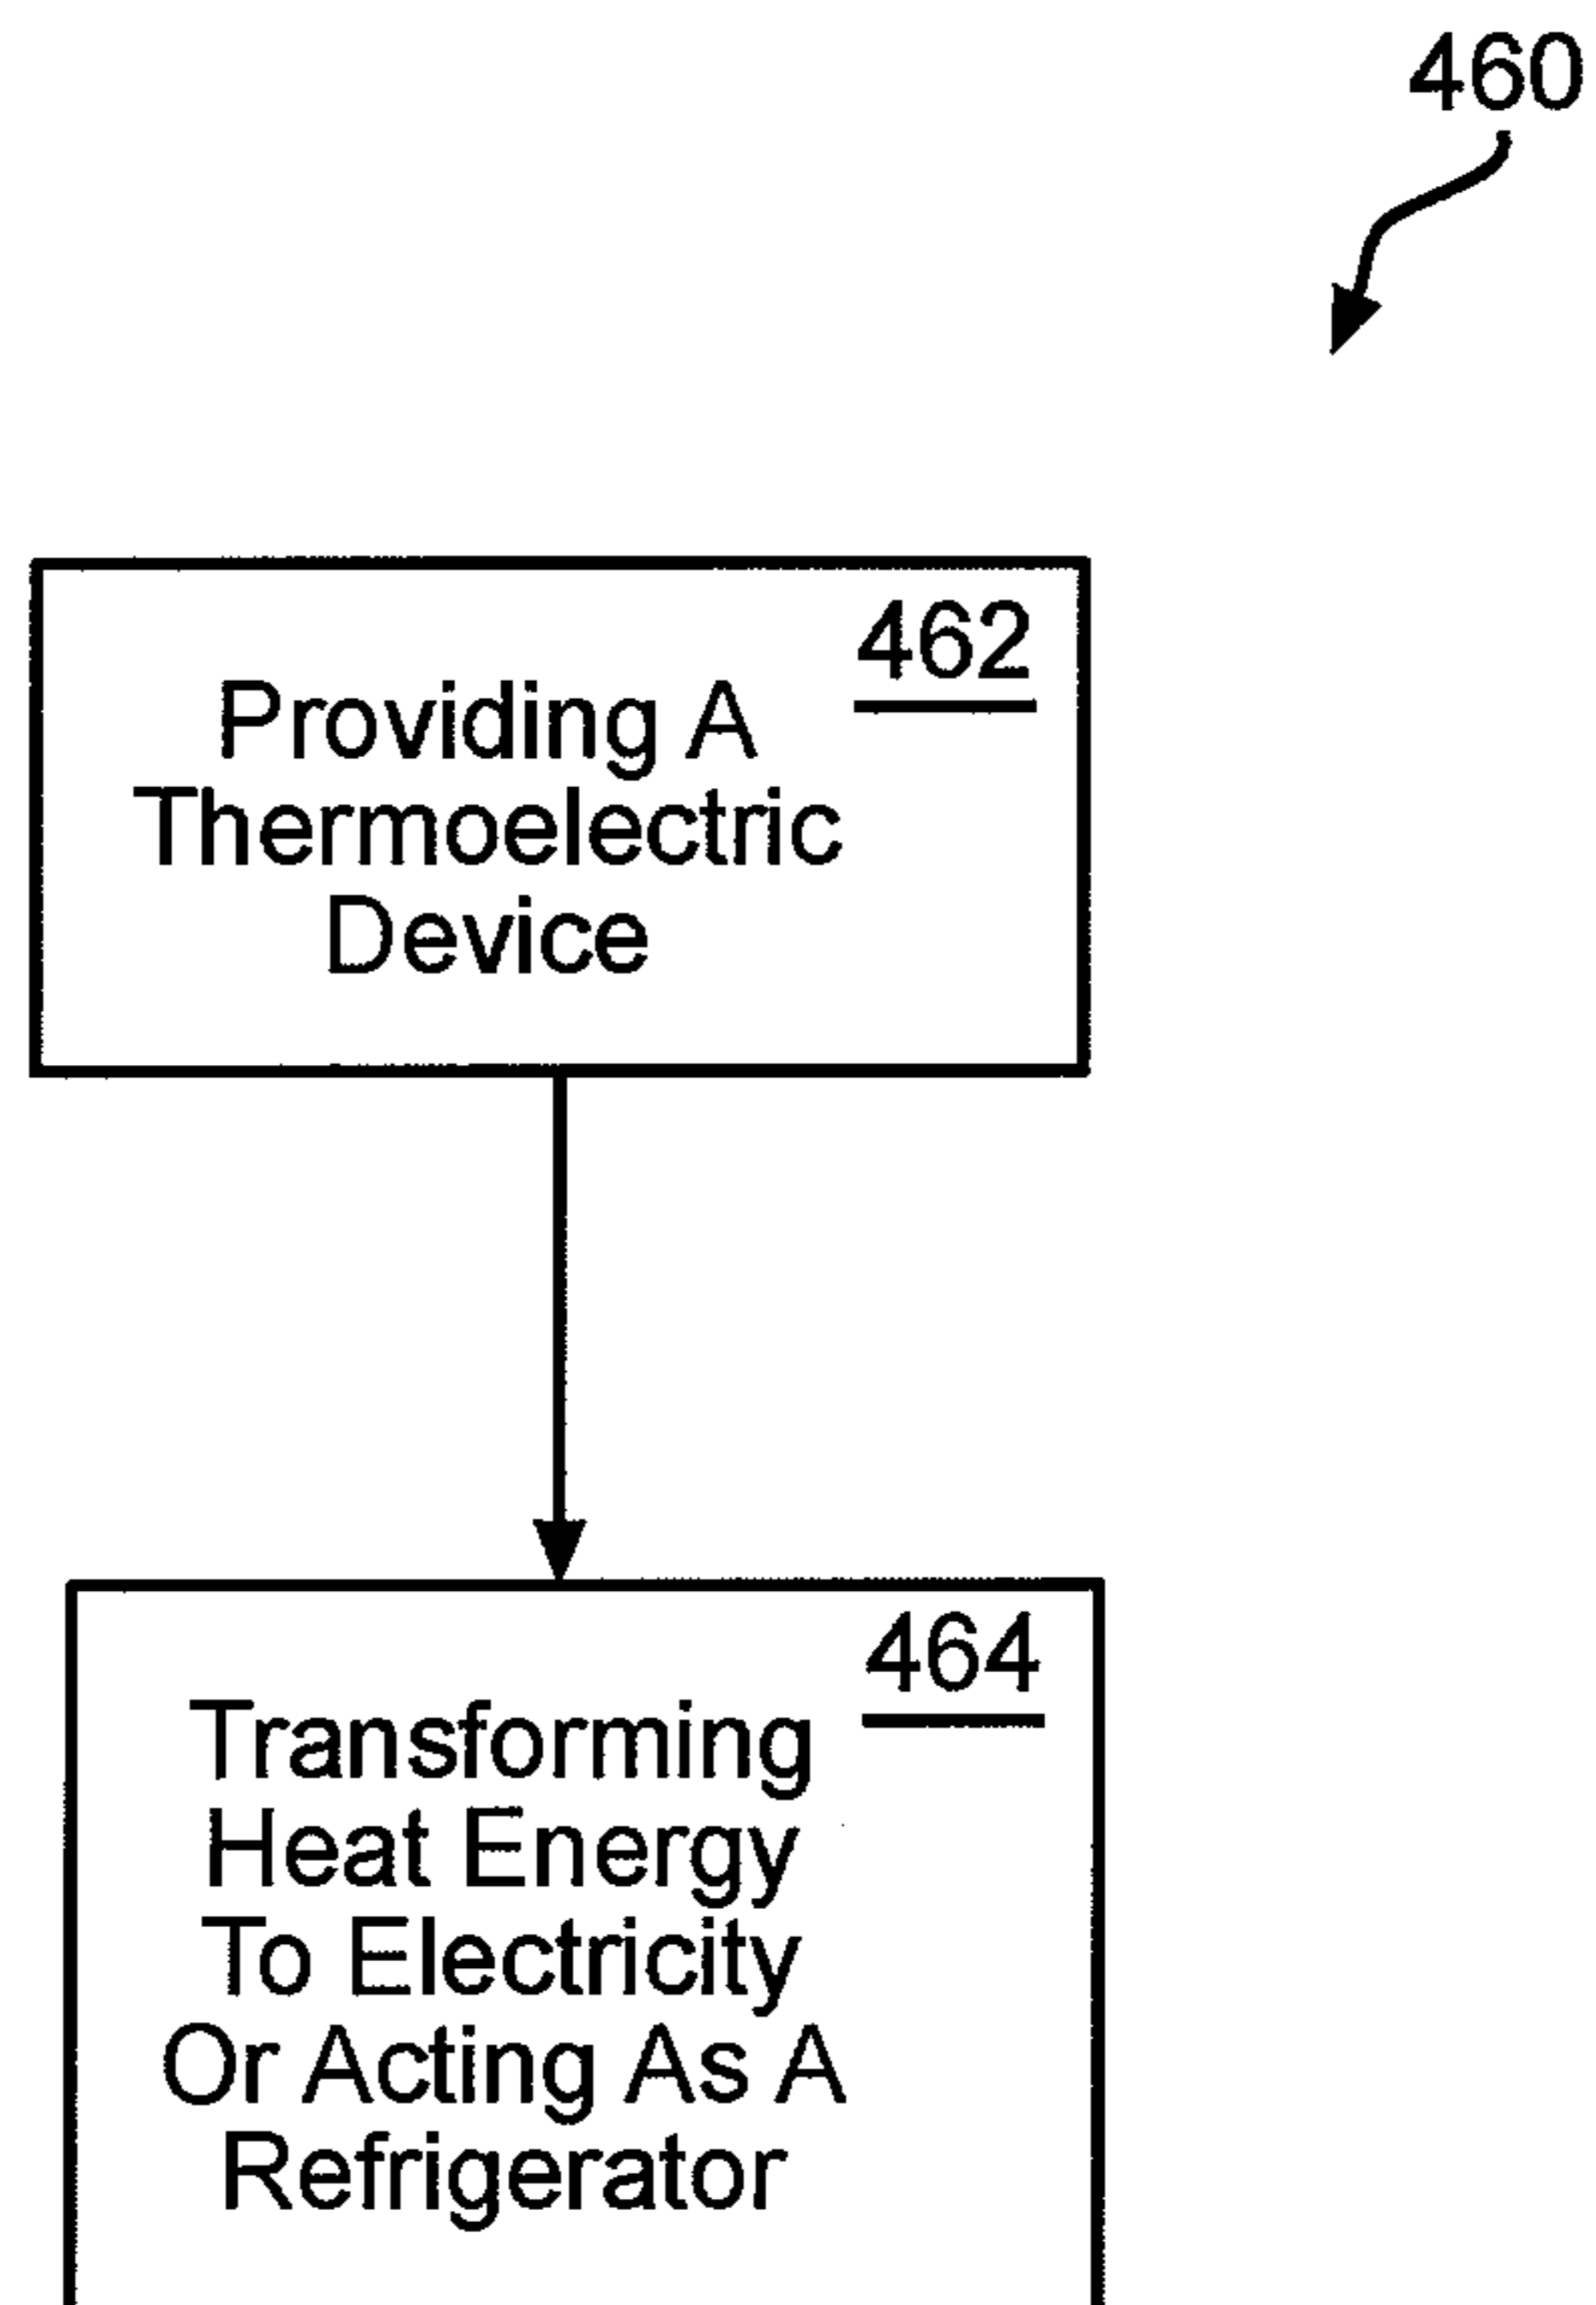 460
462
Providing A
Thermoelectric
Device
464
Transforming
Heat Energy
To Electricity
Or Acting As A
Refrigerator